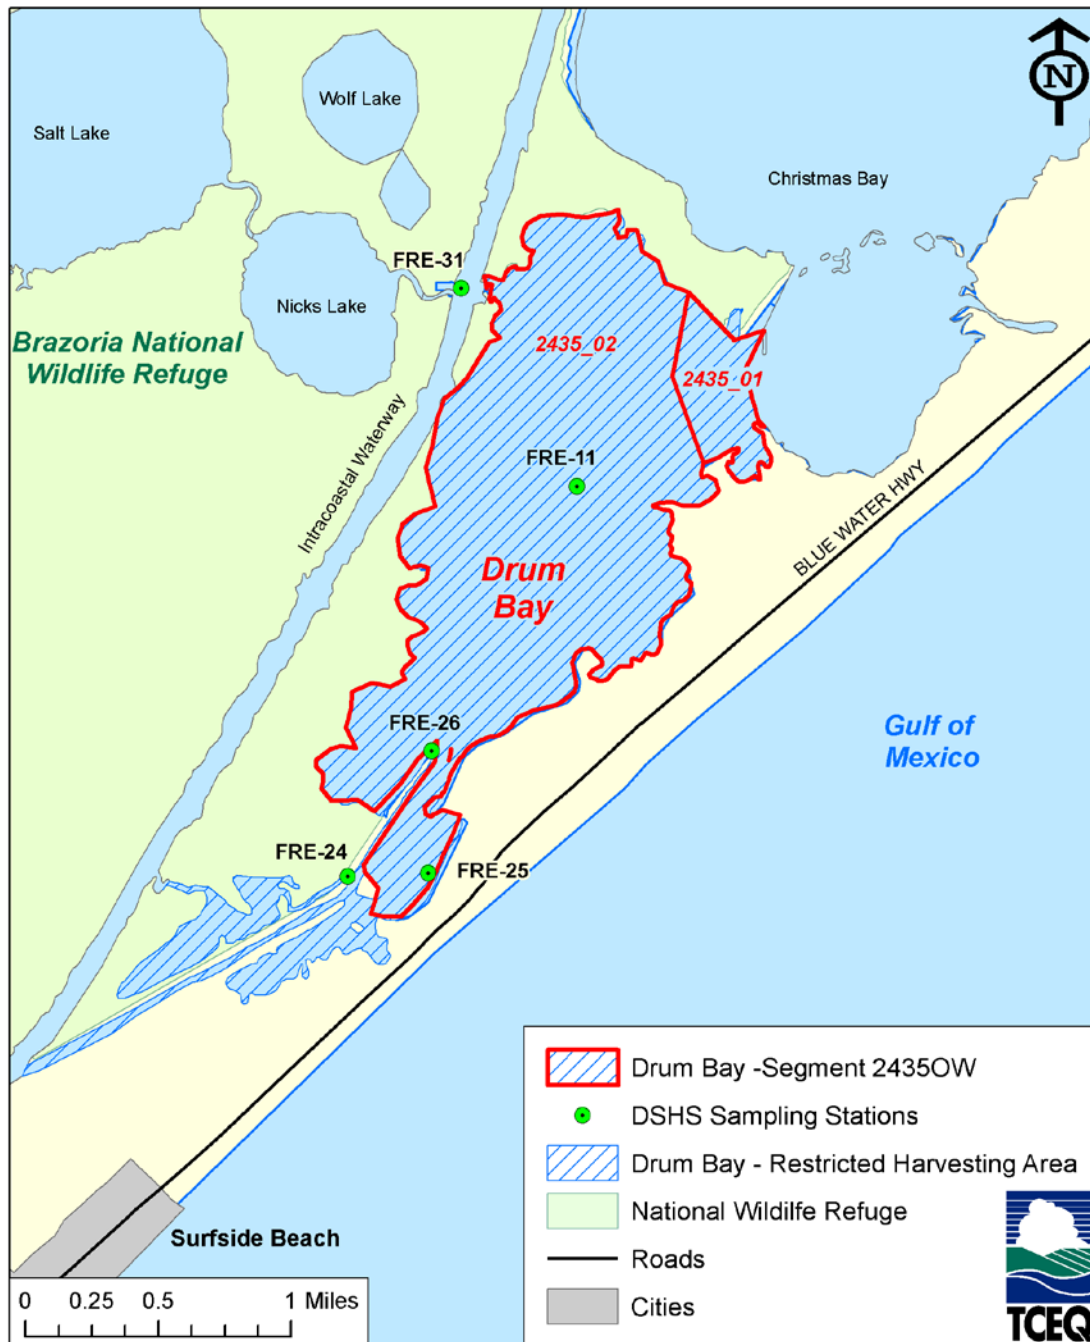 N
Wolf Lake
Salt Lake
Christmas Bay
FRE-31
Nicks Lake
Brazoria National
Wildlife Refuge
2435_02
2435_01
Intracoastal Waterway
FRE-11
BLUE WATER HWY
Drum
Bay
FRE-26
Gulf of
Mexico
FRE-24
FRE-25
Surfside Beach
0 0.25 0.5 1 Miles
Drum Bay -Segment 2435OW
DSHS Sampling Stations
Drum Bay - Restricted Harvesting Area
National Wildilfe Refuge
Roads
Cities
TCEQ